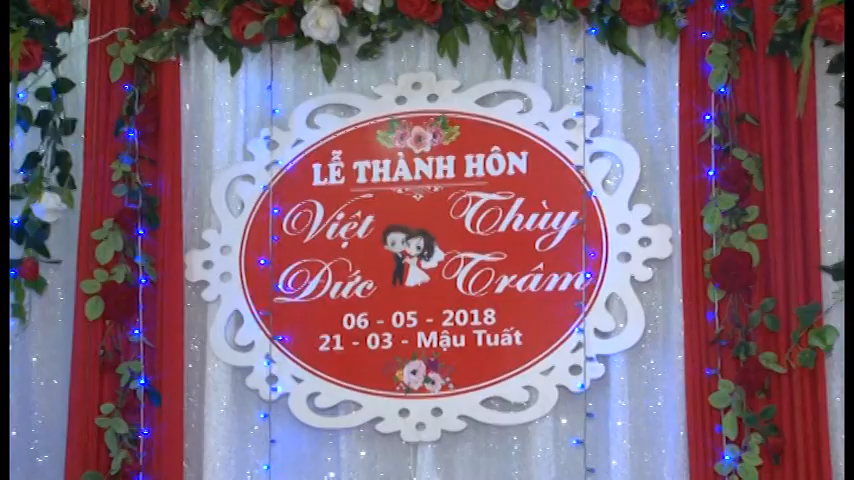 LỄ THÀNH HÔN
Việt Thùy
Đức Trâm
06 - 05 - 2018
21 - 03 - Mậu Tuất